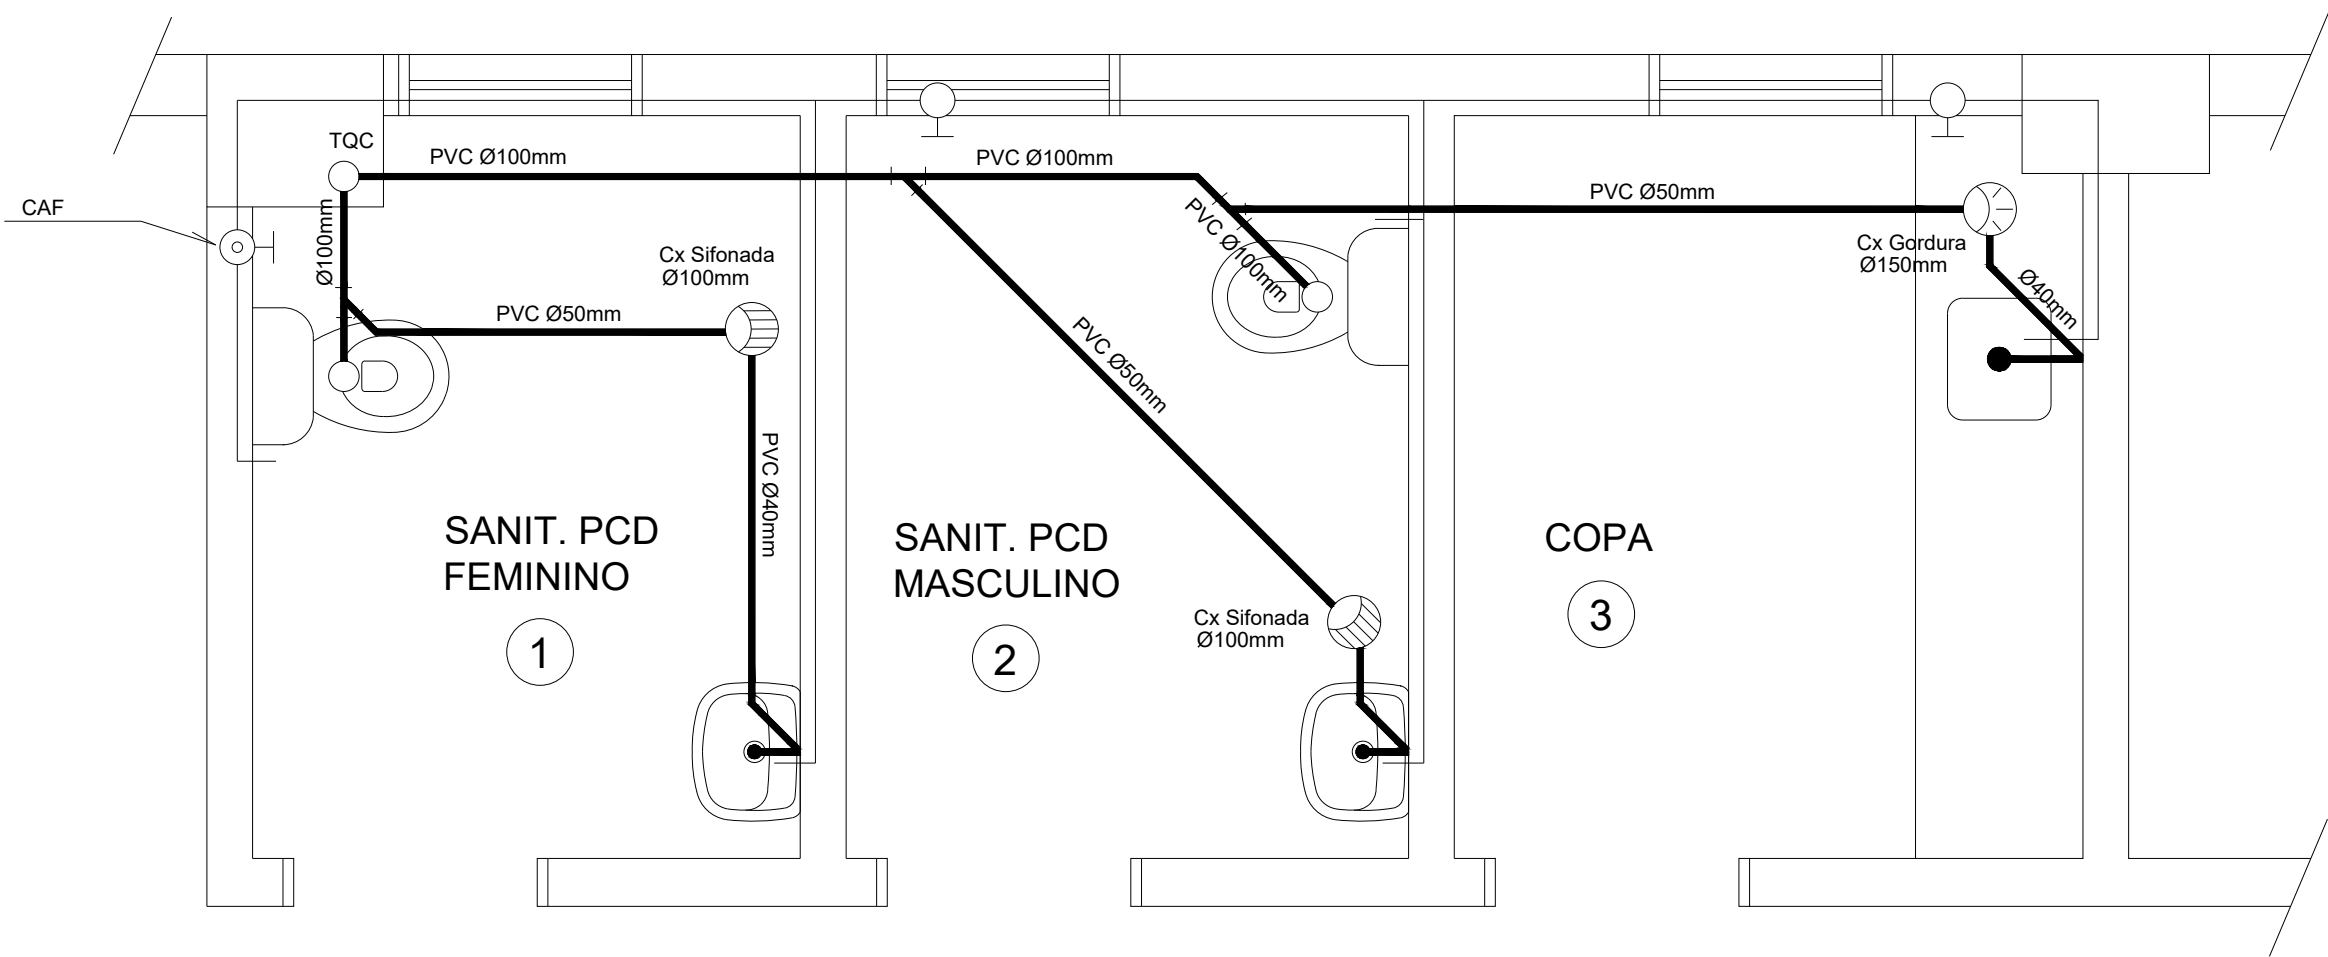 TQC
PVC Ø100mm
PVC Ø100mm
PVC Ø50mm
CAF
Ø100mm
PVC Ø100mm
Cx Sifonada
Ø100mm
Cx Gordura
Ø150mm
Ø40mm
PVC Ø50mm
PVC Ø50mm
PVC Ø40mm
SANIT. PCD
FEMININO
1
SANIT. PCD
MASCULINO
2
COPA
3
Cx Sifonada
Ø100mm